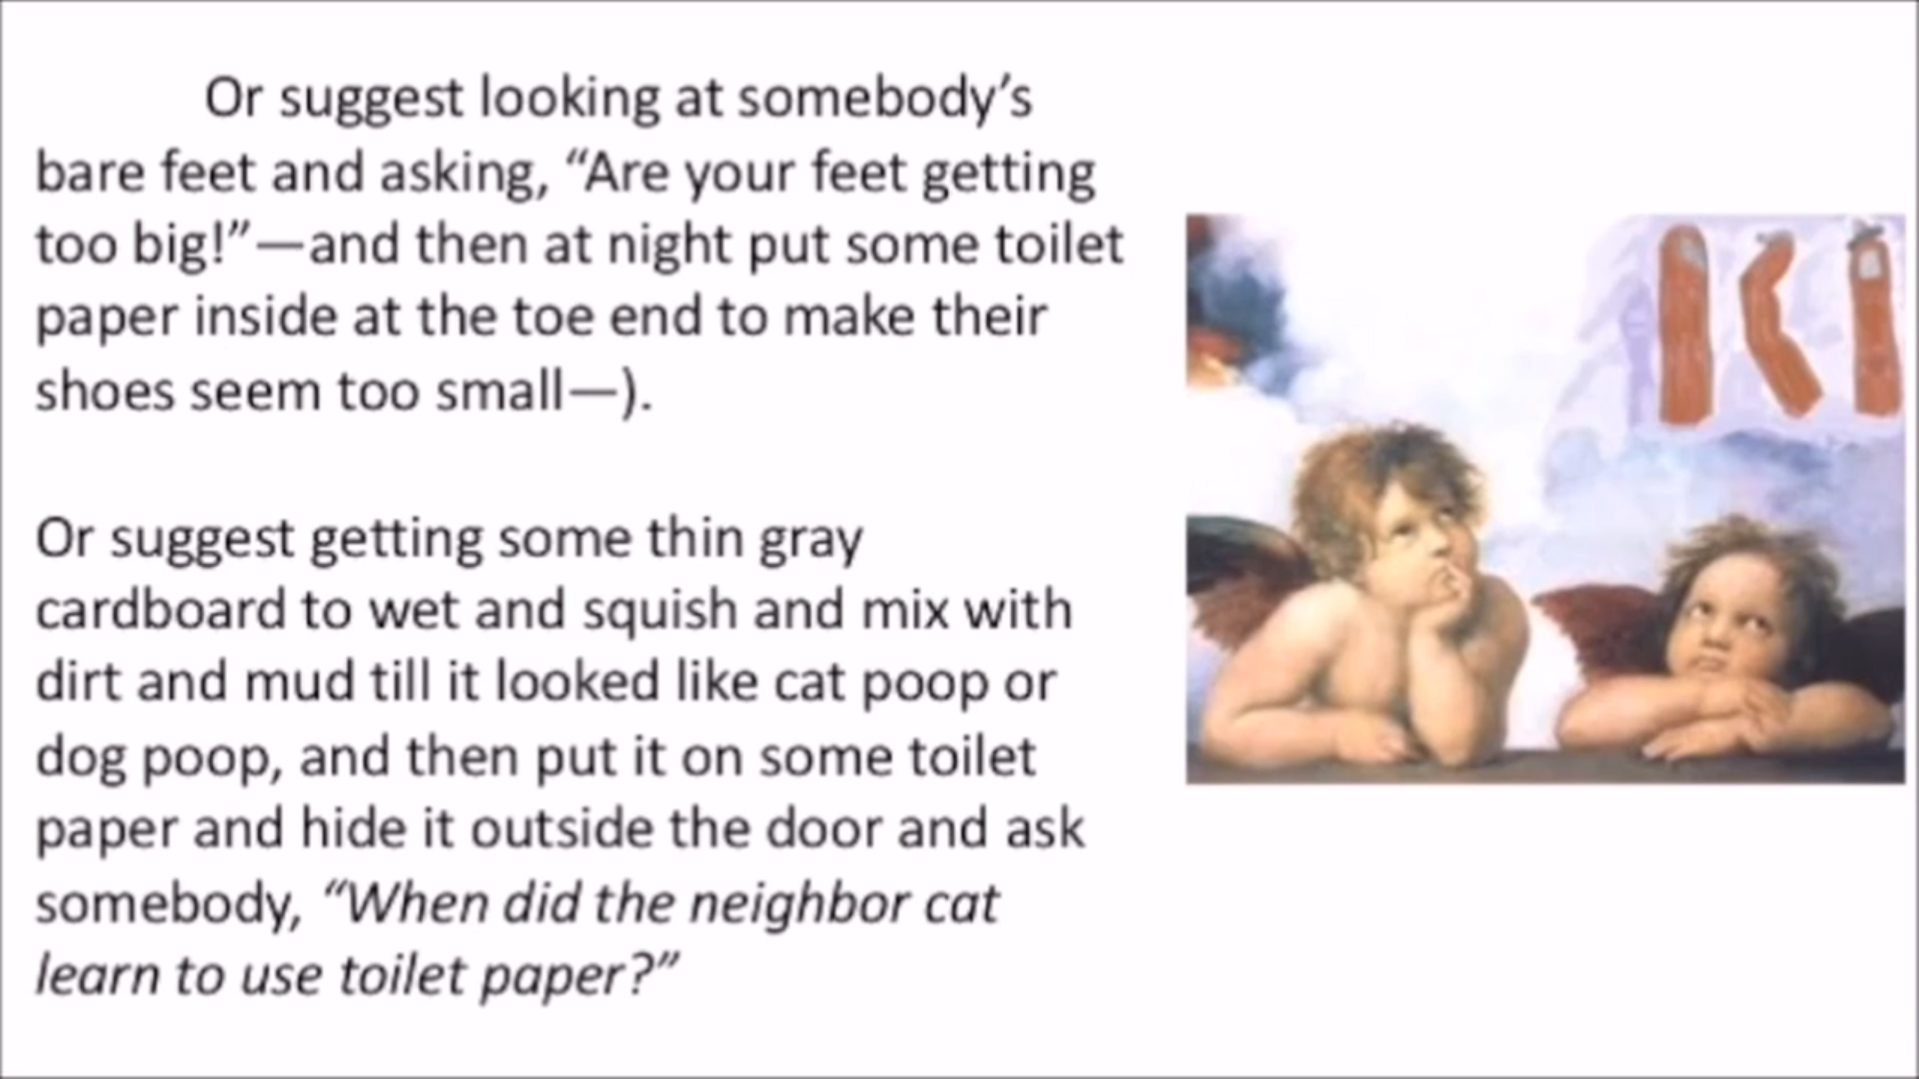 Or suggest looking at somebody’s
bare feet and asking, “Are your feet getting
too big!”—and then at night put some toilet
paper inside at the toe end to make their
shoes seem too small—).
Or suggest getting some thin gray
cardboard to wet and squish and mix with
dirt and mud till it looked like cat poop or
dog poop, and then put it on some toilet
paper and hide it outside the door and ask
somebody, “When did the neighbor cat
learn to use toilet paper?”